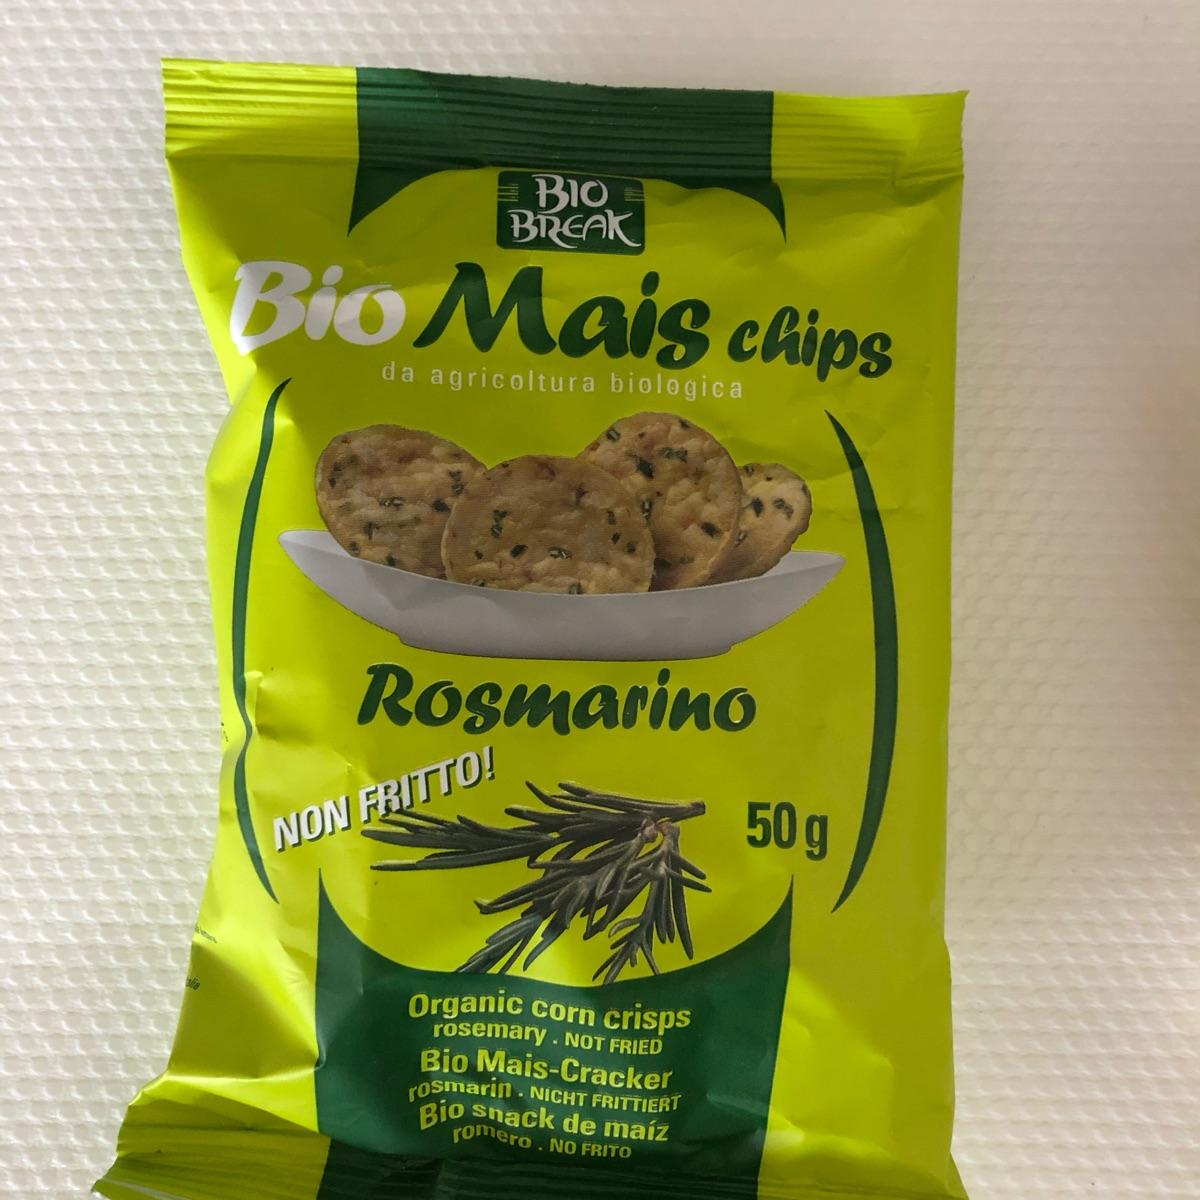 BIO
BREAK
Bio Mais chips
da agricoltura biologica
Rosmarino
NON FRITTO!
50 g
Organic corn crisps
rosemary . NOT FRIED
Bio Mais-Cracker
rosmarin . NICHT FRITTIERT
Bio snack de maíz
romero . NO FRITO